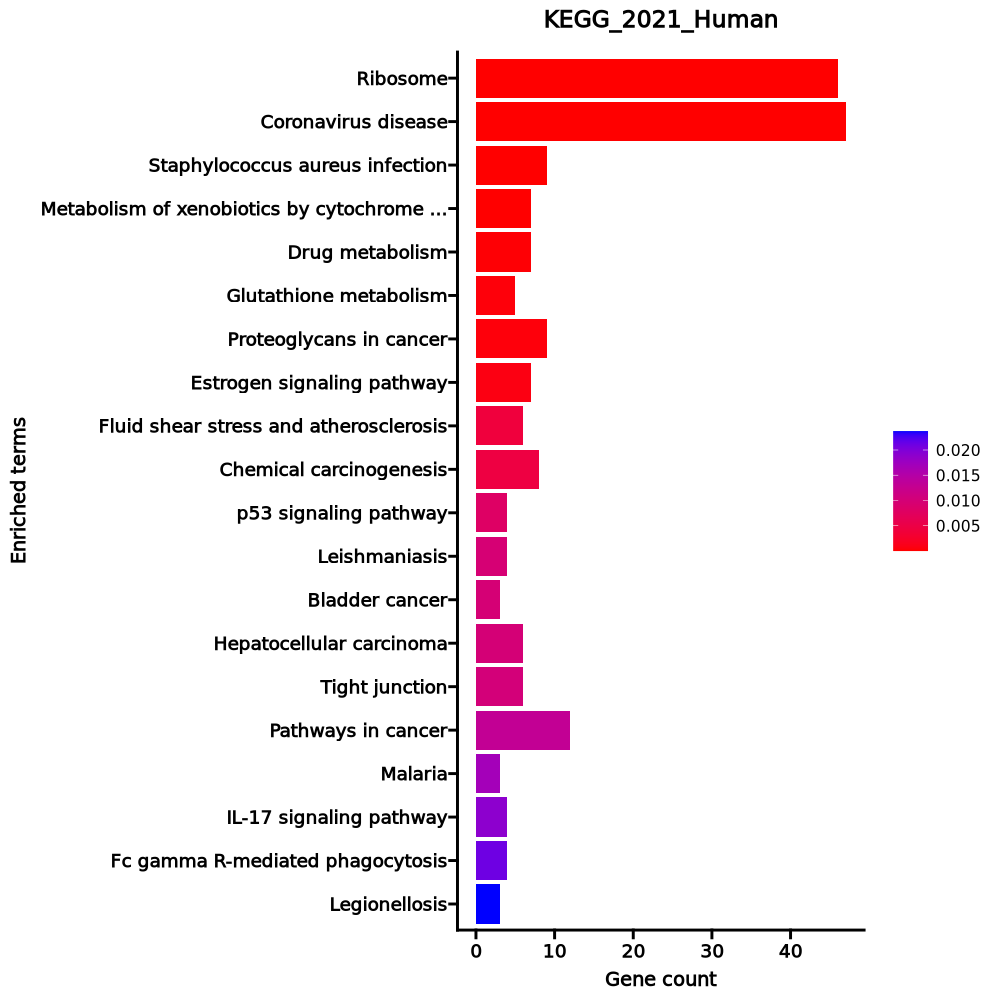 KEGG_2021_Human
Ribosome
Coronavirus disease
Staphylococcus aureus infection
Metabolism of xenobiotics by cytochrome ...
Drug metabolism
Glutathione metabolism
Proteoglycans in cancer
Estrogen signaling pathway
Fluid shear stress and atherosclerosis
Chemical carcinogenesis
p53 signaling pathway
Leishmaniasis
Bladder cancer
Hepatocellular carcinoma
Tight junction
Pathways in cancer
Malaria
IL-17 signaling pathway
Fc gamma R-mediated phagocytosis
Legionellosis
Enriched terms
0 10 20 30 40
Gene count
0.020
0.015
0.010
0.005